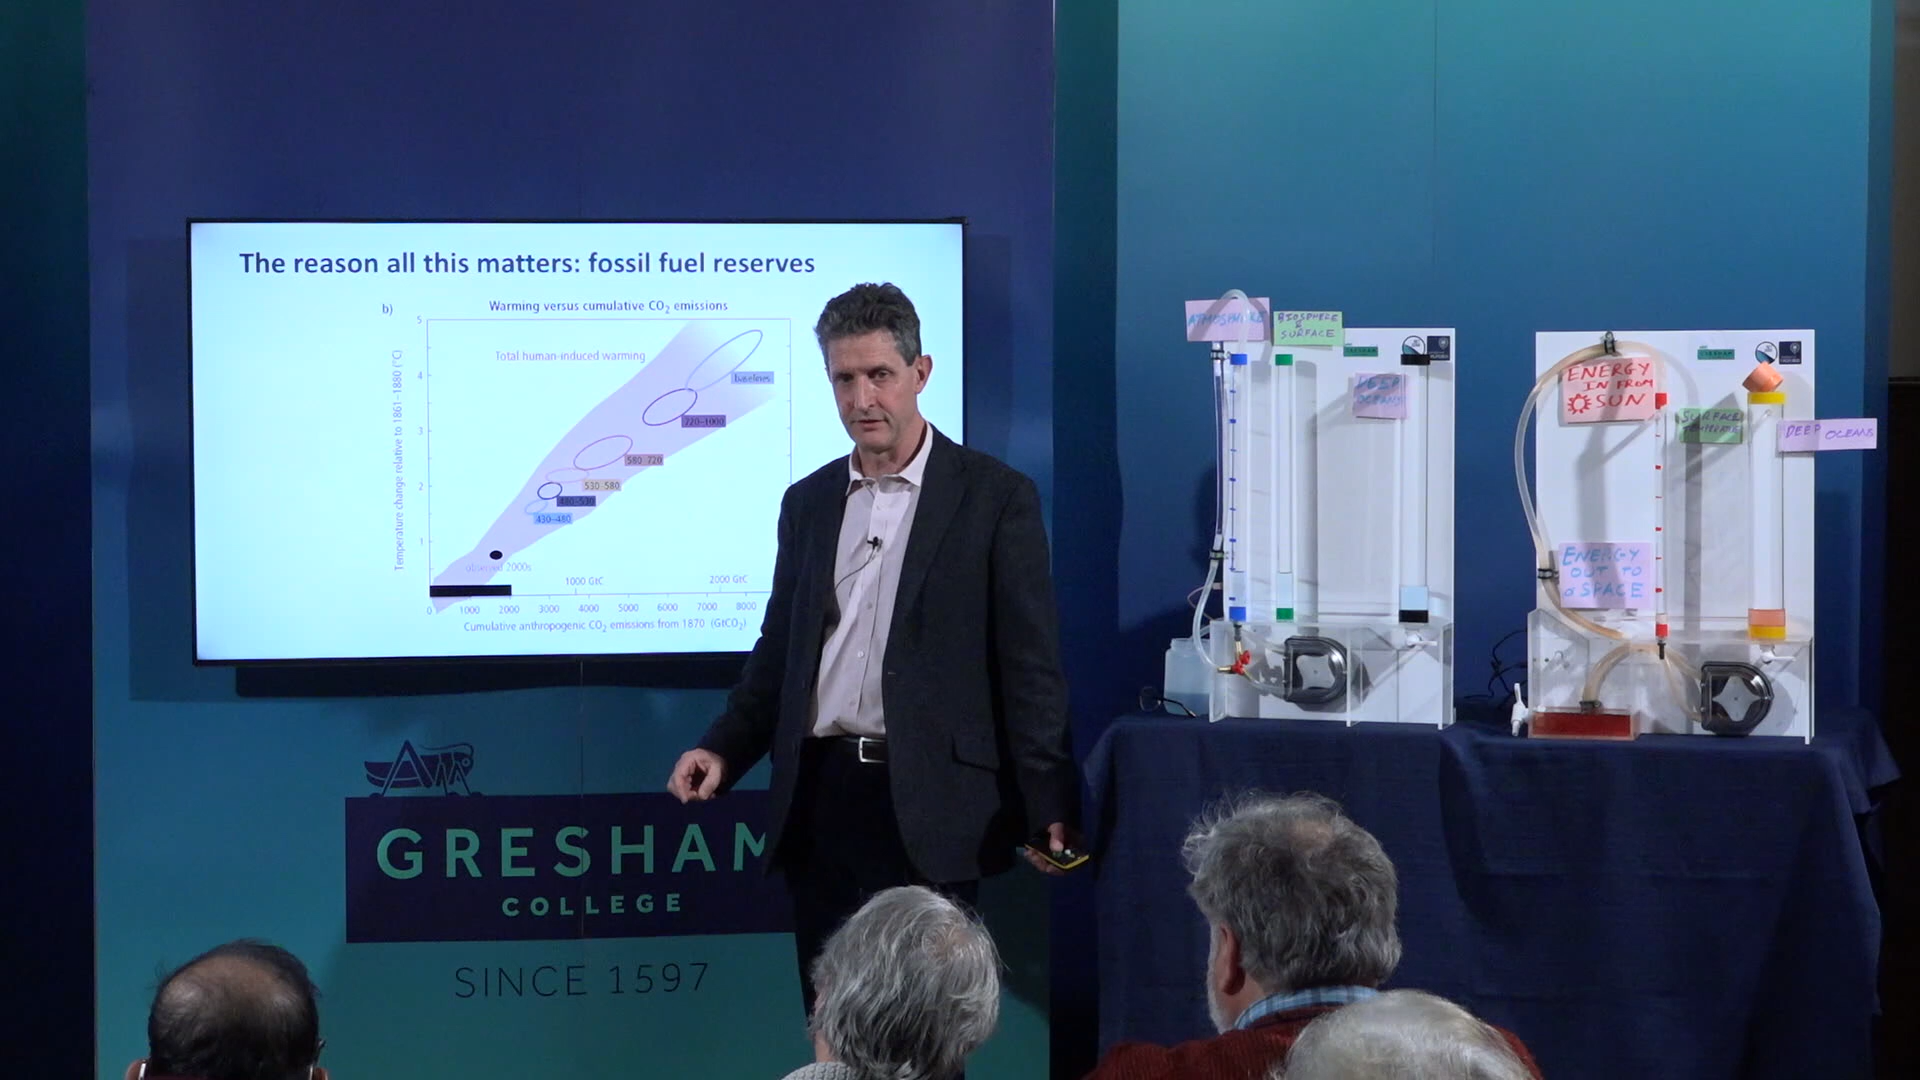 The reason all this matters: fossil fuel reserves
b)
Warming versus cumulative CO2 emissions
Total human-induced warming
Temperature change relative to 1861–1880 (°C)
5
4
3
2
1
baselines
720–1000
580–720
530–580
480–530
430–480
observed 2000s
1000 GtC
2000 GtC
0
1000
2000
3000
4000
5000
6000
7000
8000
Cumulative anthropogenic CO2 emissions from 1870 (GtCO2)
GRESHAM
COLLEGE
SINCE 1597
ATMOSPHERE
BIOSPHERE
&
SURFACE
DEEP
OCEANS
ENERGY
IN FROM
SUN
SURFACE
TEMPERATURE
DEEP OCEANS
ENERGY
OUT TO
SPACE